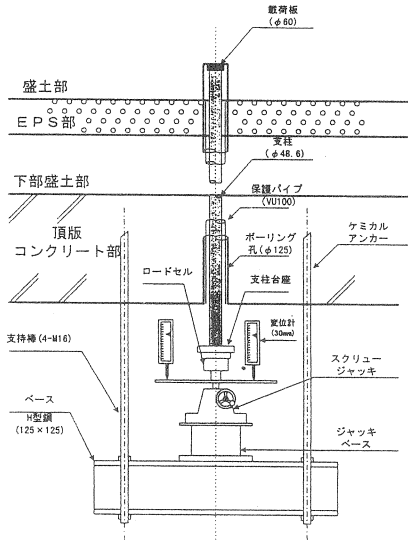 載荷板
(φ60)
盛土部
EPS部
支柱
(φ48.6)
下部盛土部
保護パイプ
(VU100)
ケミカル
アンカー
頂版
コンクリート部
ボーリング
孔(φ125)
ロードセル
支柱台座
変位計
(30mm)
支持棒(4-M16)
スクリュー
ジャッキ
ベース
H型鋼
(125×125)
ジャッキ
ベース